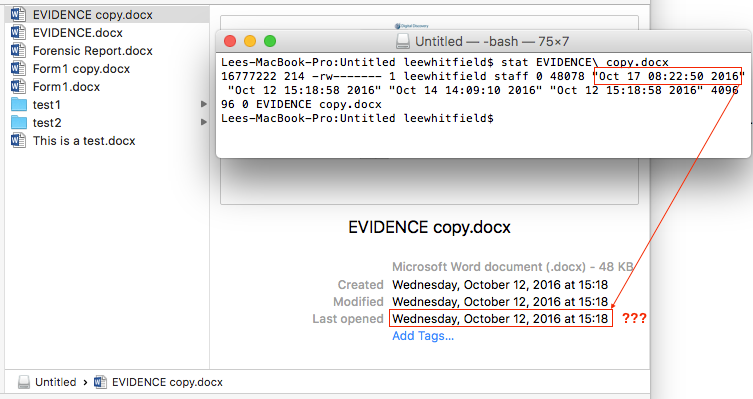 EVIDENCE copy.docx
EVIDENCE.docx
Forensic Report.docx
Form1 copy.docx
Form1.docx
test1
test2
This is a test.docx
Digital Discovery
Untitled — -bash — 75×7
Lees-MacBook-Pro:Untitled leewhitfield$ stat EVIDENCE\ copy.docx
16777222 214 -rw------- 1 leewhitfield staff 0 48078 "Oct 17 08:22:50 2016"
"Oct 12 15:18:58 2016" "Oct 14 14:09:10 2016" "Oct 12 15:18:58 2016" 4096
96 0 EVIDENCE copy.docx
Lees-MacBook-Pro:Untitled leewhitfield$
EVIDENCE copy.docx
Microsoft Word document (.docx) - 48 KB
Created Wednesday, October 12, 2016 at 15:18
Modified Wednesday, October 12, 2016 at 15:18
Last opened Wednesday, October 12, 2016 at 15:18 ???
Add Tags...
Untitled › EVIDENCE copy.docx